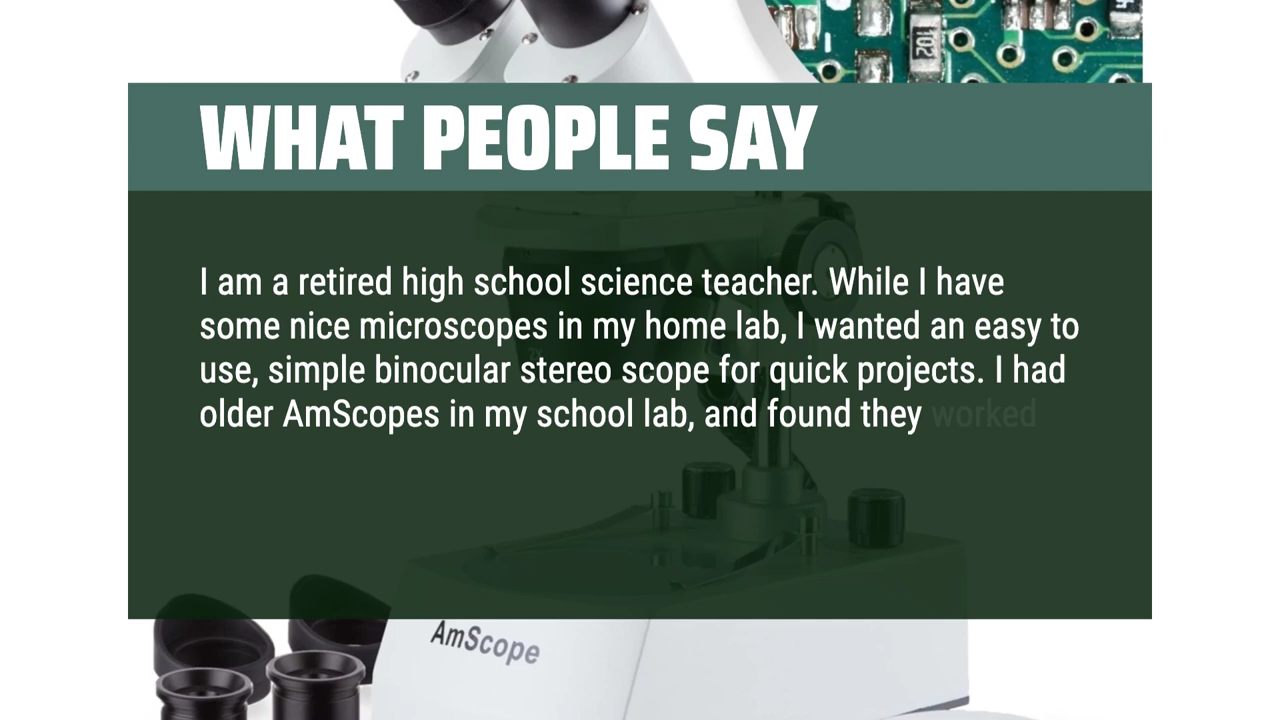 102
WHAT PEOPLE SAY
I am a retired high school science teacher. While I have
some nice microscopes in my home lab, I wanted an easy to
use, simple binocular stereo scope for quick projects. I had
older AmScopes in my school lab, and found they worked
AmScope